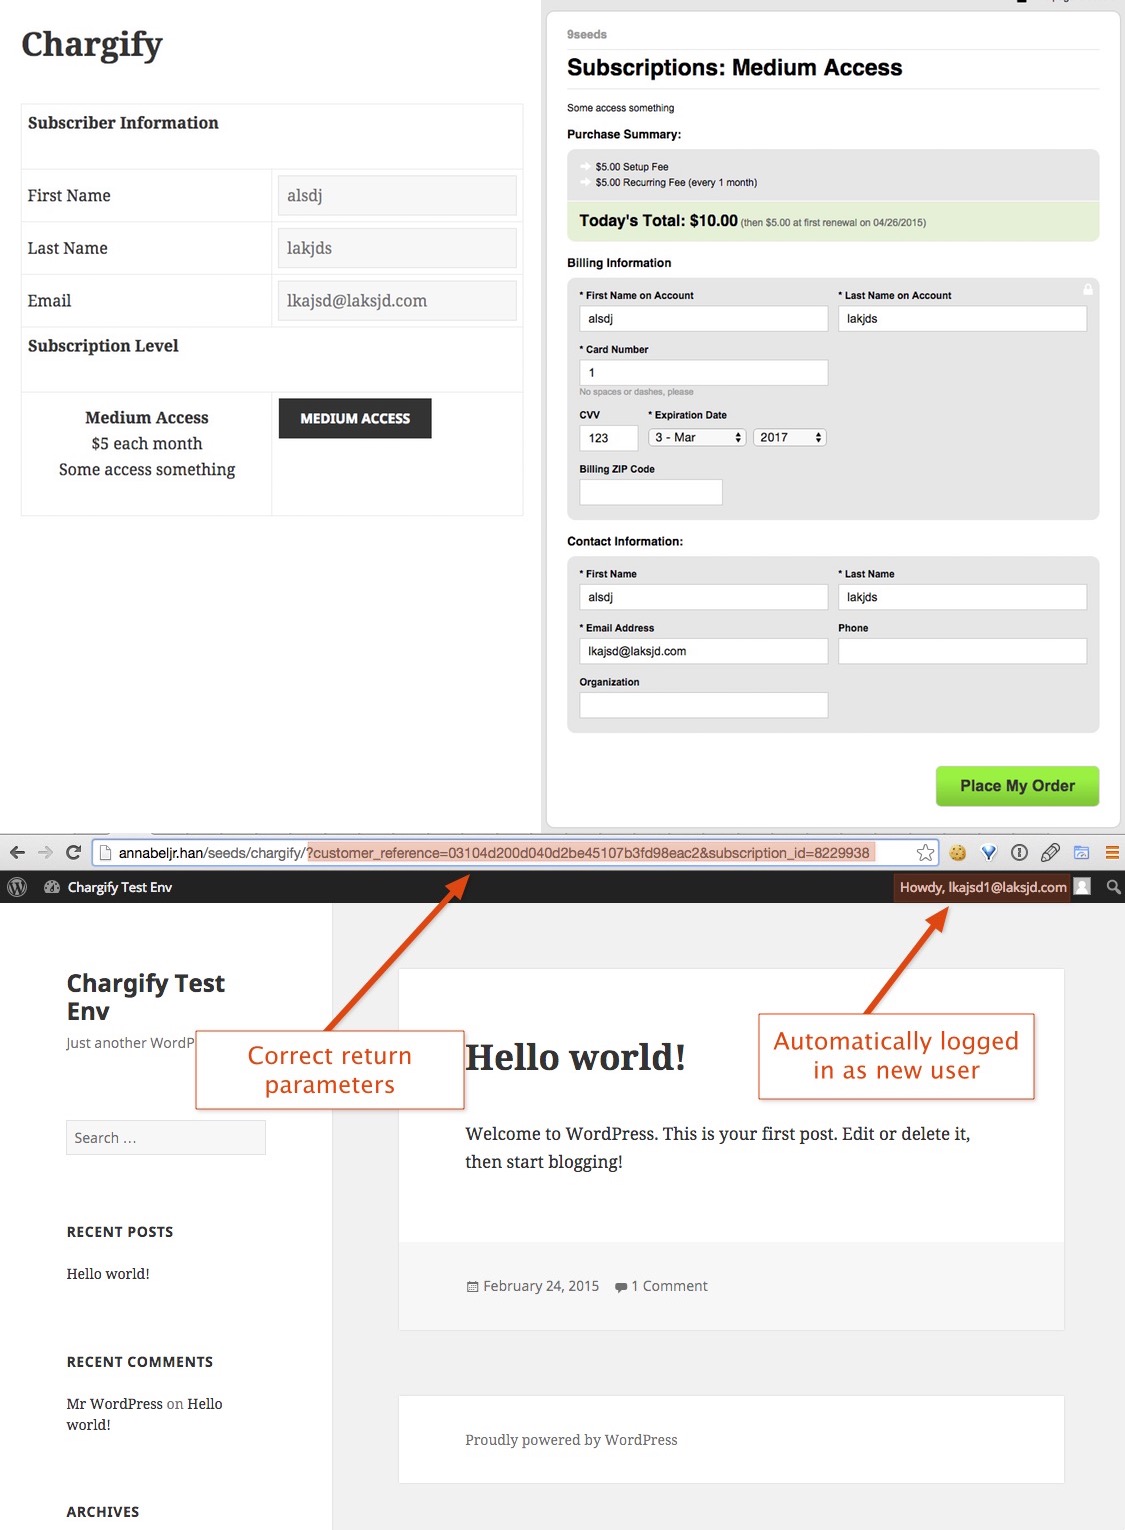 Chargify
Subscriber Information
First Name
alsdj
Last Name
lakjds
Email
lkajsd@laksjd.com
Subscription Level
Medium Access
$5 each month
Some access something
MEDIUM ACCESS
9seeds
Subscriptions: Medium Access
Some access something
Purchase Summary:
$5.00 Setup Fee
$5.00 Recurring Fee (every 1 month)
Today's Total: $10.00 (then $5.00 at first renewal on 04/26/2015)
Billing Information
* First Name on Account
* Last Name on Account
alsdj
lakjds
* Card Number
1
No spaces or dashes, please
CVV
* Expiration Date
123
3 - Mar
2017
Billing ZIP Code
Contact Information:
* First Name
* Last Name
alsdj
lakjds
* Email Address
Phone
lkajsd@laksjd.com
Organization
Place My Order
annabeljr.han/seeds/chargify/?customer_reference=03104d200d040d2be45107b3fd98eac2&subscription_id=8229938
Chargify Test Env
Howdy, lkajsd1@laksjd.com
Chargify Test
Env
Just another WordP
Correct return
parameters
Automatically logged
in as new user
Hello world!
Search …
Welcome to WordPress. This is your first post. Edit or delete it,
then start blogging!
RECENT POSTS
Hello world!
February 24, 2015
1 Comment
RECENT COMMENTS
Mr WordPress on Hello
world!
Proudly powered by WordPress
ARCHIVES